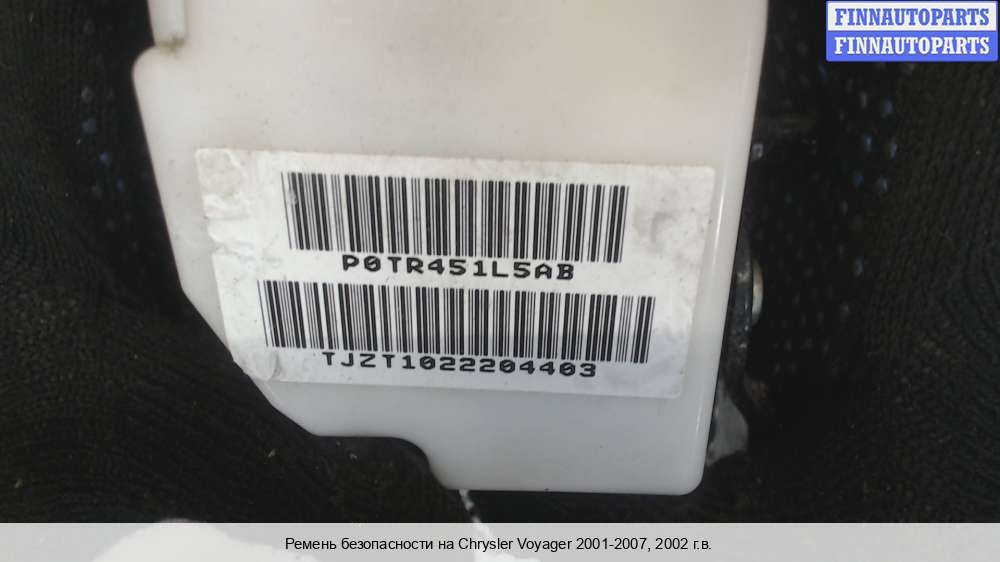 FINNAUTOPARTS
FINNAUTOPARTS
P0TR451L5AB
TJZT1022204403
Ремень безопасности на Chrysler Voyager 2001-2007, 2002 г.в.